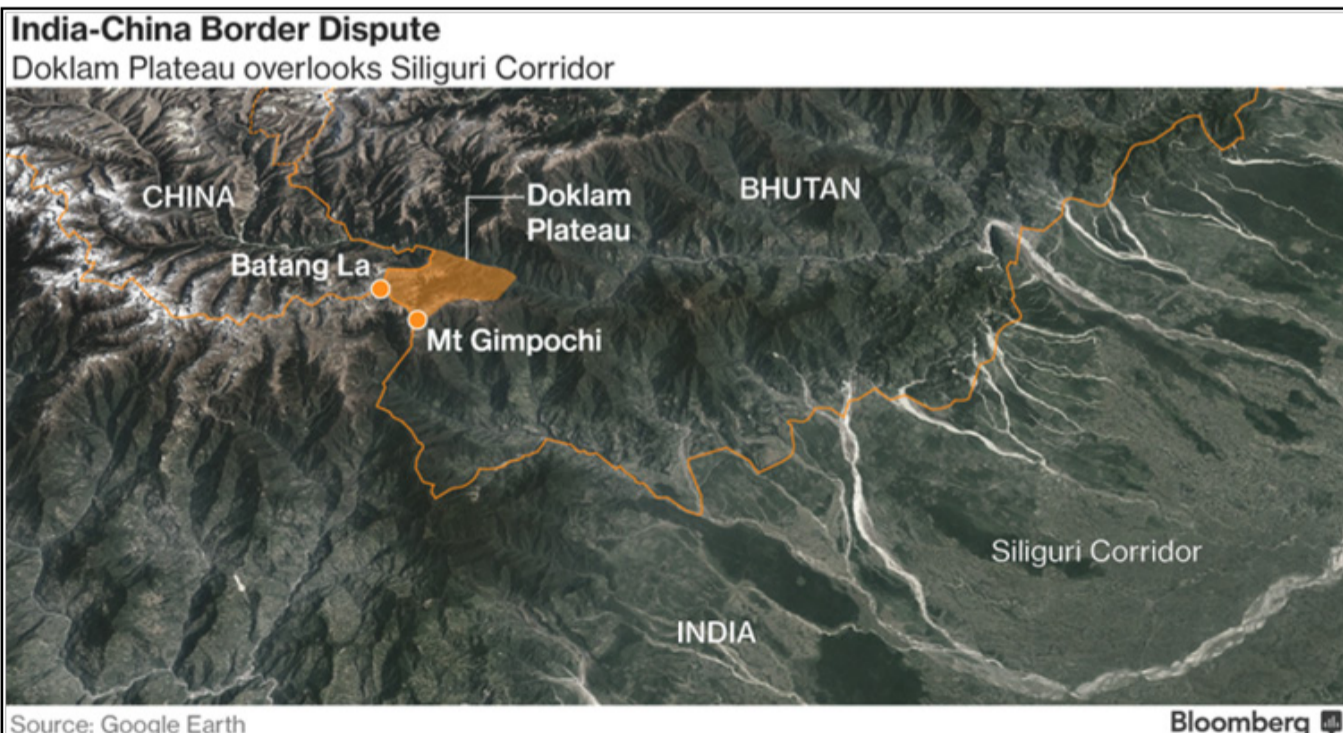 India-China Border Dispute
Doklam Plateau overlooks Siliguri Corridor
CHINA
Doklam
Plateau
BHUTAN
Batang La
Mt Gimpochi
Siliguri Corridor
INDIA
Source: Google Earth
Bloomberg